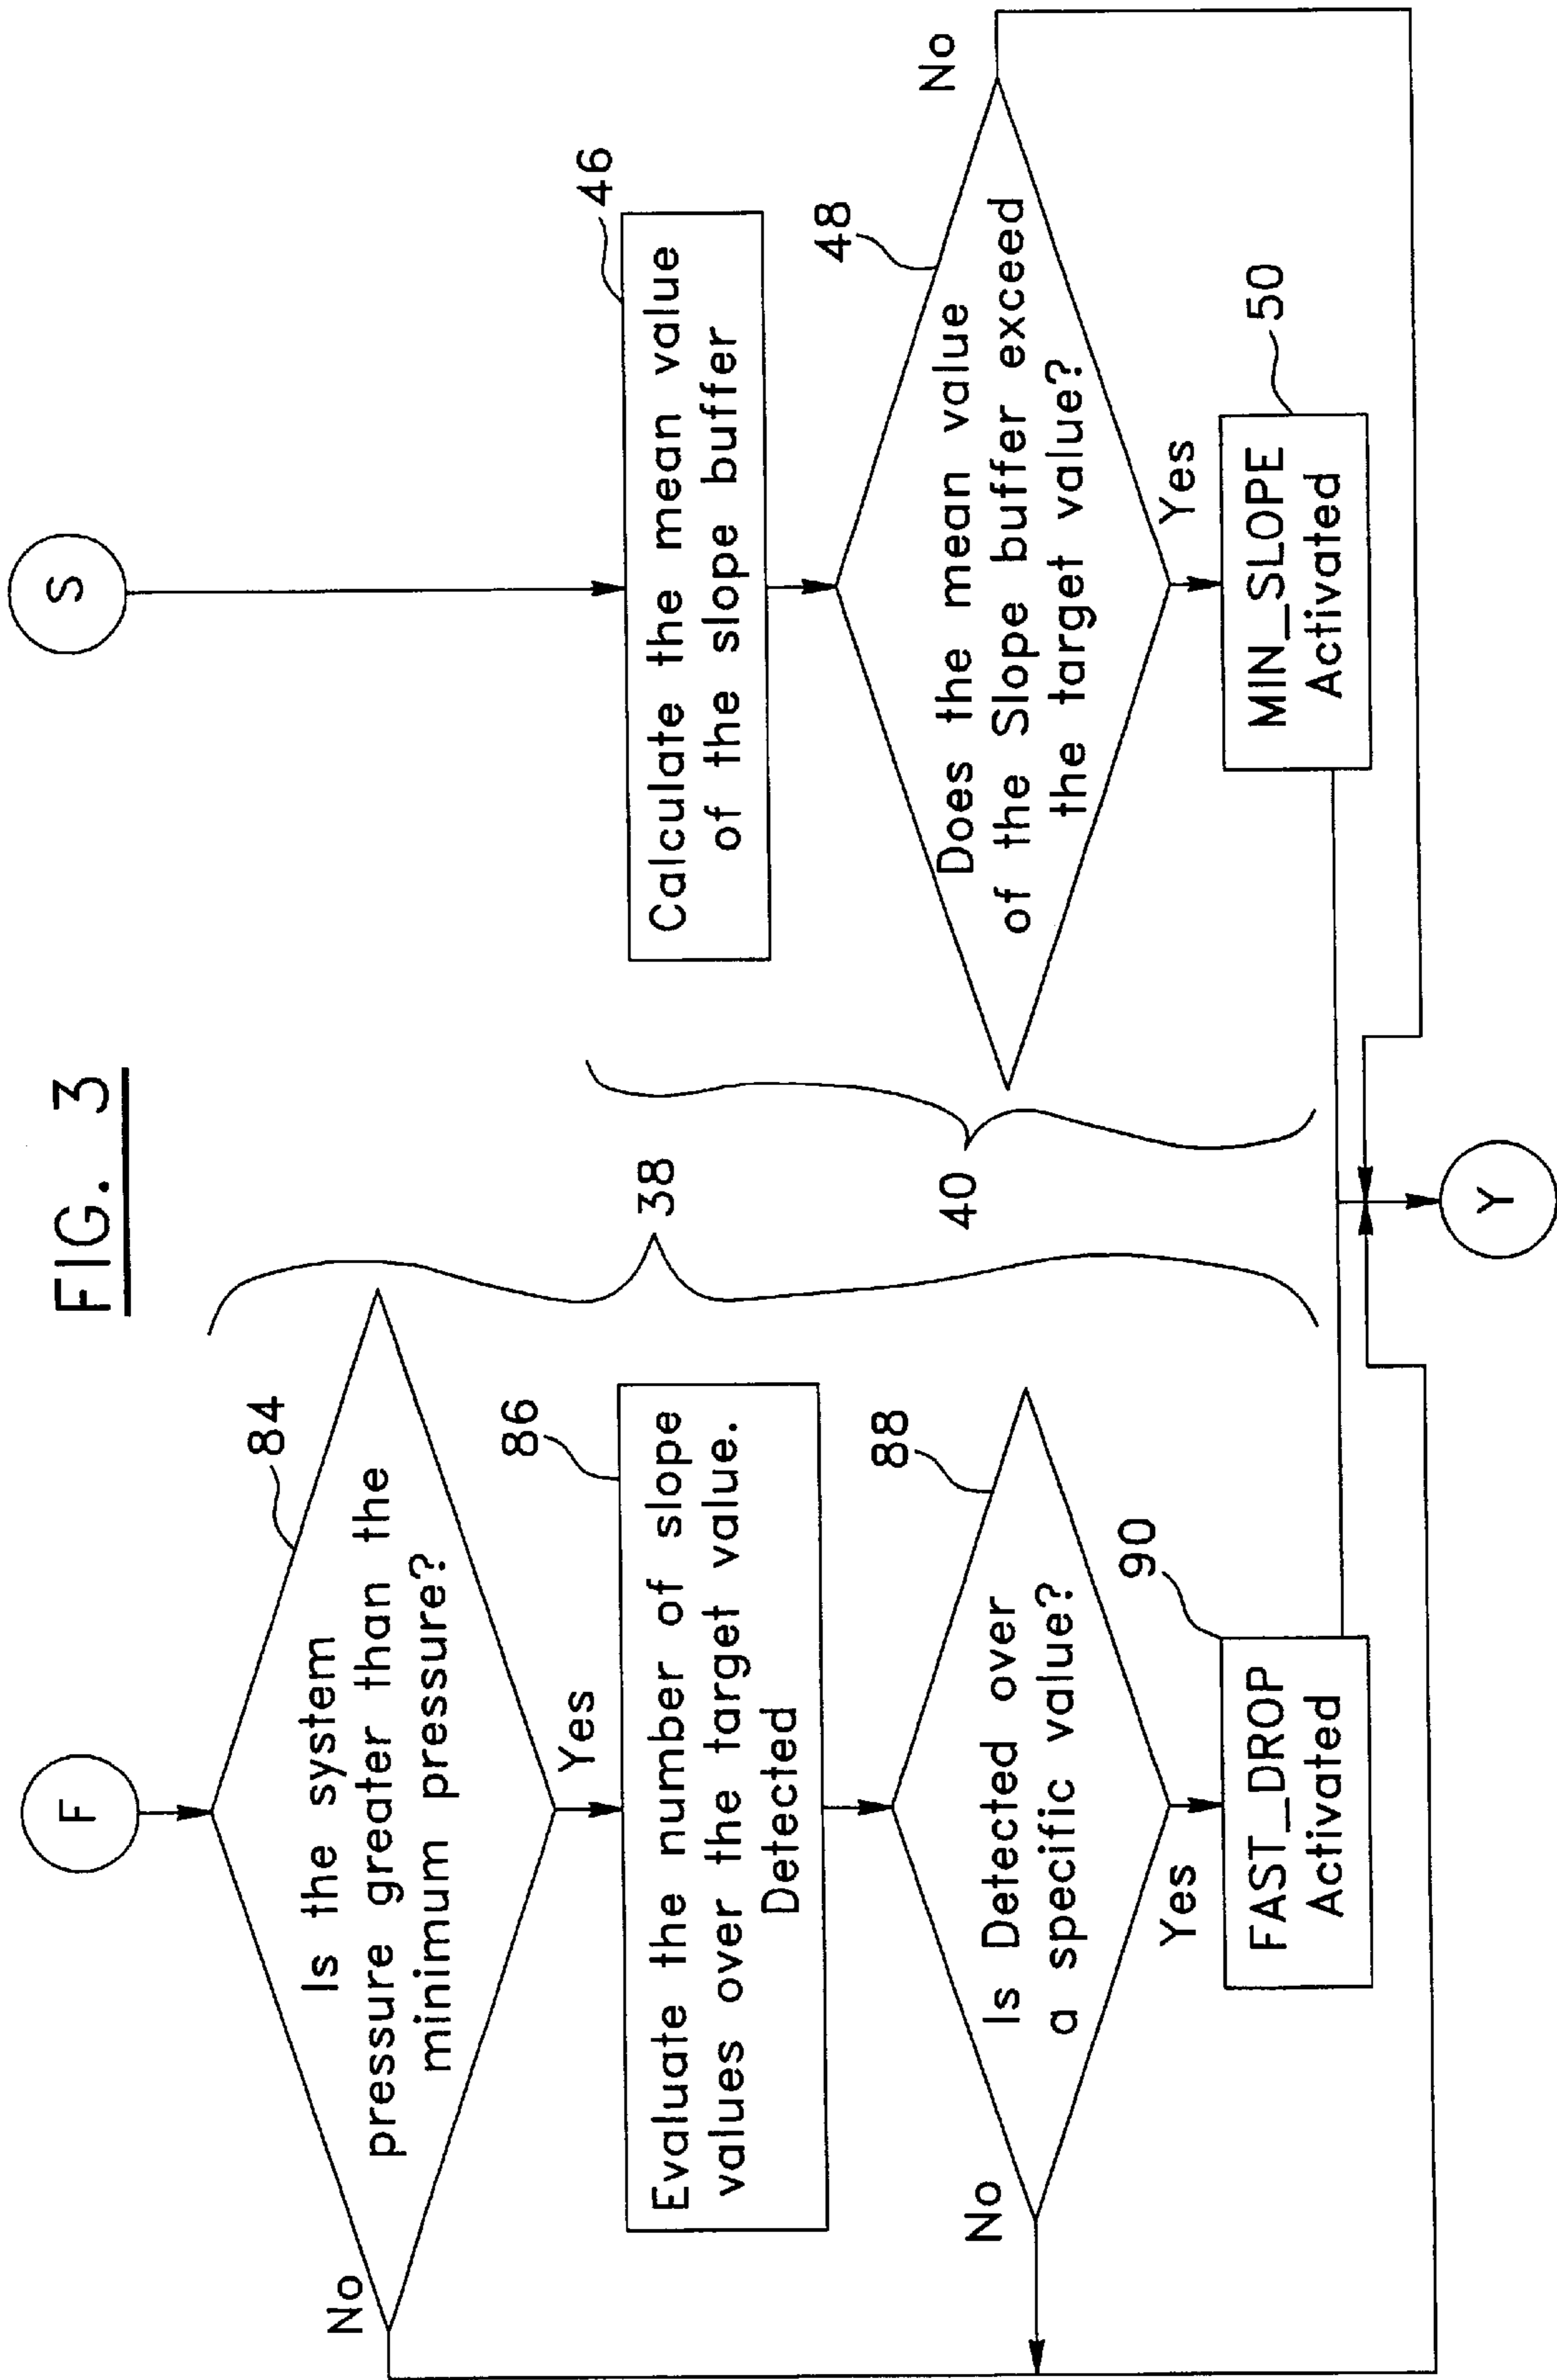 FIG. 3
F
84
Is the system
pressure greater than the
minimum pressure?
No
Yes
86
Evaluate the number of slope
values over the target value.
Detected
88
Is Detected over
a specific value?
No
Yes
90
FAST_DROP
Activated
38
S
46
Calculate the mean value
of the slope buffer
48
Does the mean value
of the Slope buffer exceed
the target value?
No
Yes
50
MIN_SLOPE
Activated
40
Y